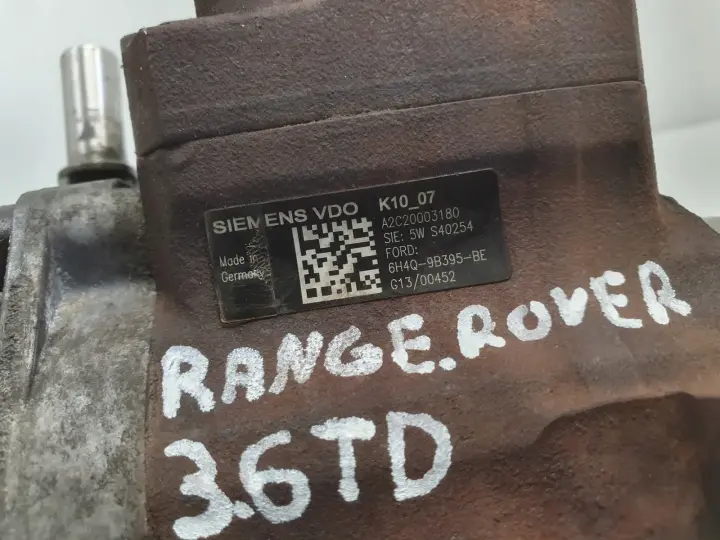 SIEMENS VDO K10_07
A2C20003180
SIE: 5W S40254
Made in
Germany
FORD:
6H4Q-9B395-BE
G13/00452
RANGE.ROVER
3.6TD